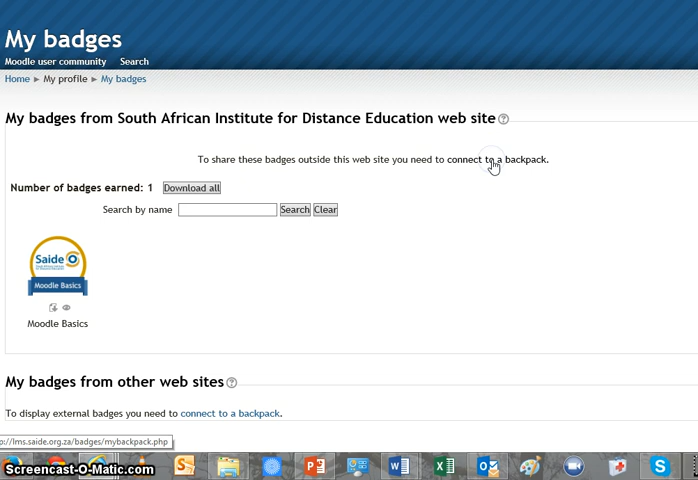 My badges
Moodle user community Search
Home ► My profile ► My badges
My badges from South African Institute for Distance Education web site
To share these badges outside this web site you need to connect to a backpack.
Number of badges earned: 1 Download all
Search by name Search Clear
Saide
Moodle Basics
Moodle Basics
My badges from other web sites
To display external badges you need to connect to a backpack.
p://lms.saide.org.za/badges/mybackpack.php
Screencast-O-Matic.com